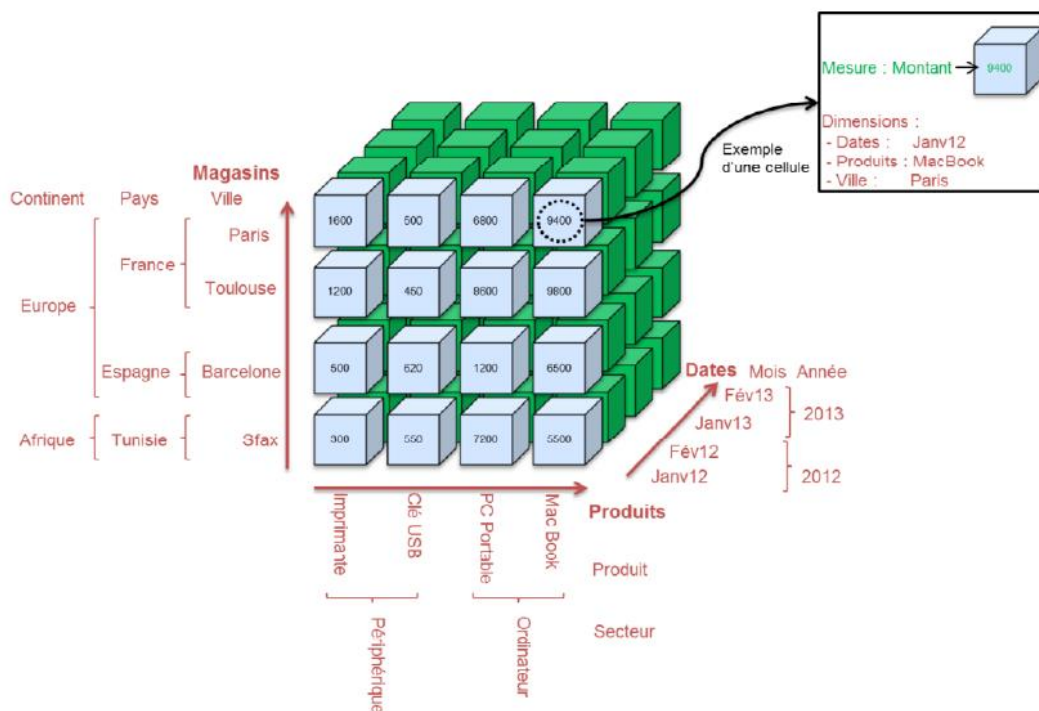 Mesure : Montant
9400
Dimensions :
- Dates : Janv12
- Produits : MacBook
- Ville : Paris
Exemple
d'une cellule
Magasins
Continent Pays Ville
1600 500 6800 9400
Paris
France
Toulouse
1200 450 8600 9800
Europe
Espagne Barcelone
500 620 1200 6500
Dates Mois Année
Fév13
Janv13
2013
Fév12
Janv12
2012
Afrique Tunisie Sfax
300 550 7200 5500
Imprimante
Clé USB
PC Portable
Mac Book
Produits
Produit
Périphérique
Ordinateur
Secteur